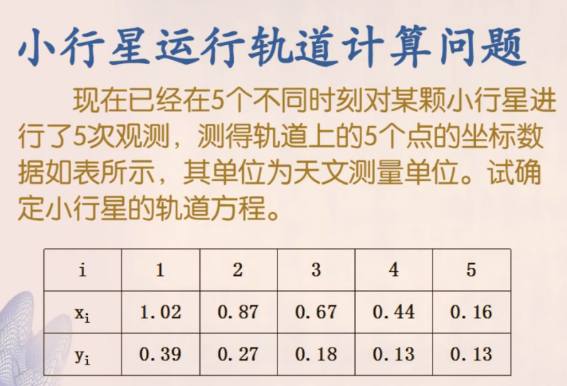 小行星运行轨道计算问题
现在已经在5个不同时刻对某颗小行星进
行了5次观测，测得轨道上的5个点的坐标数
据如表所示，其单位为天文测量单位。试确
定小行星的轨道方程。
i 1 2 3 4 5
xi 1.02 0.87 0.67 0.44 0.16
yi 0.39 0.27 0.18 0.13 0.13